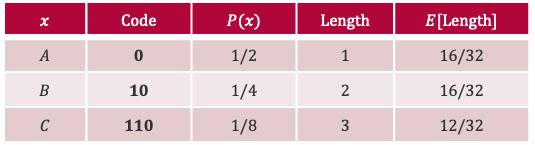 x Code P(x) Length E[Length]
A 0 1/2 1 16/32
B 10 1/4 2 16/32
C 110 1/8 3 12/32